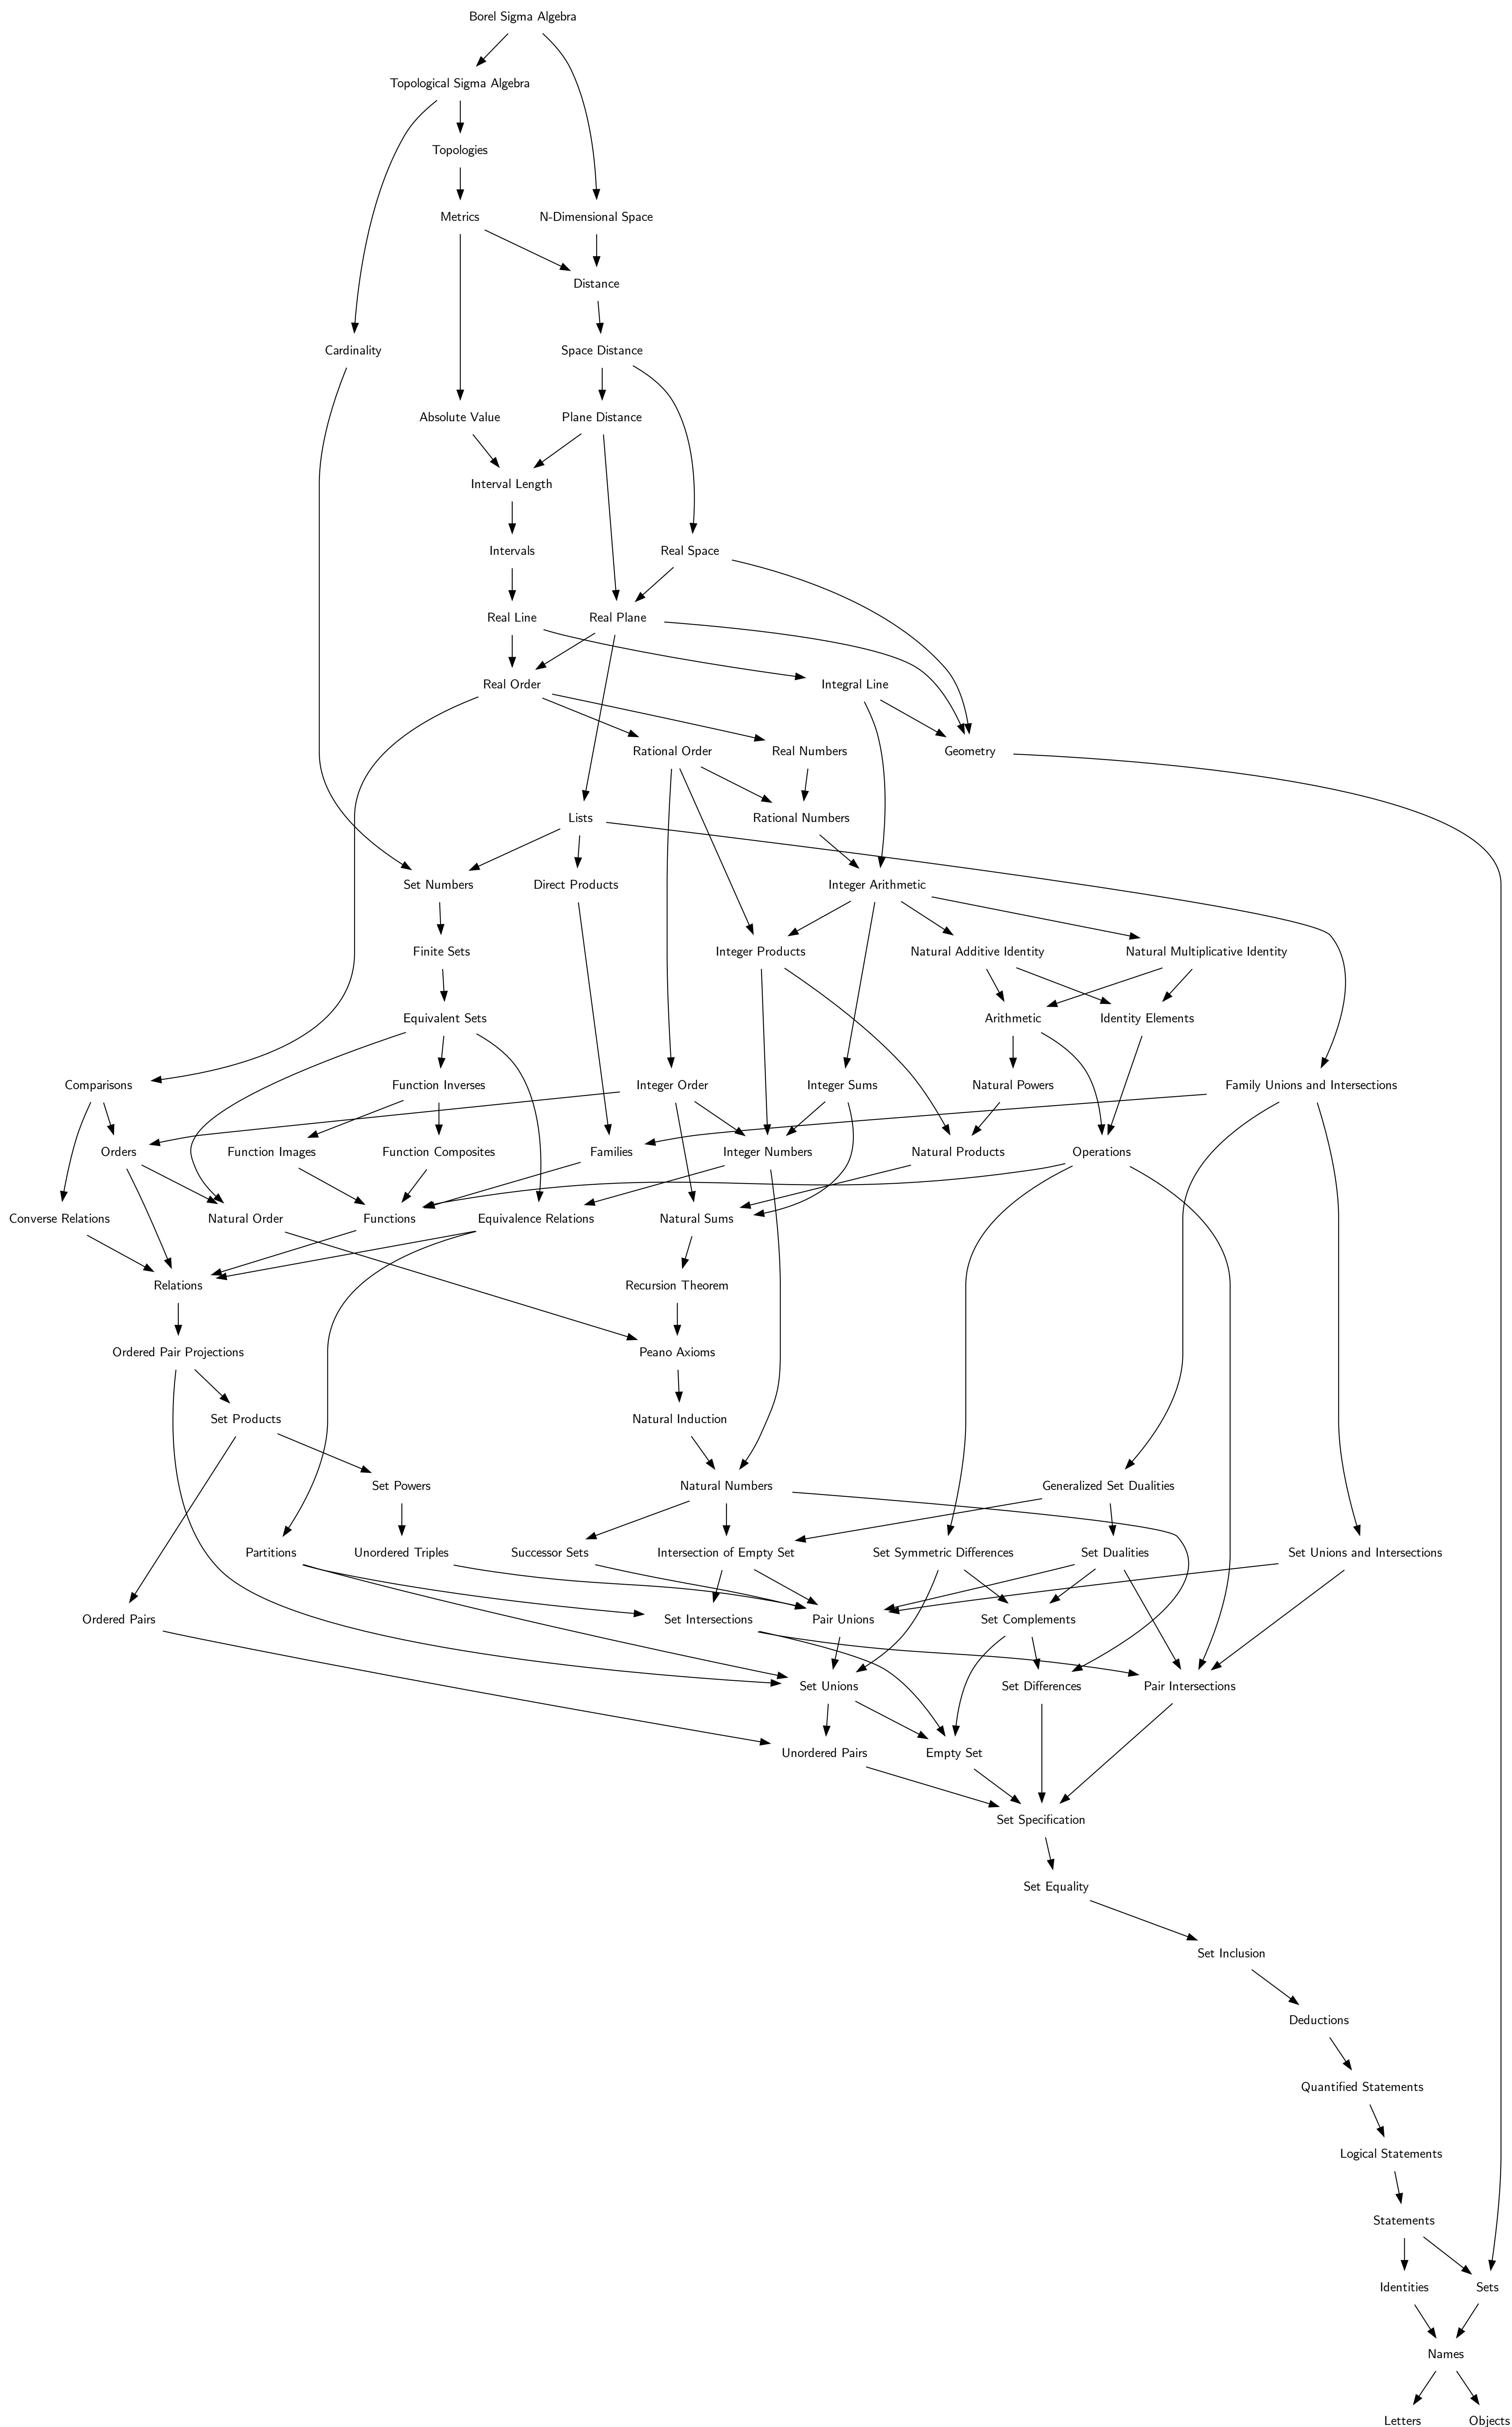 Borel Sigma Algebra
Topological Sigma Algebra
Topologies
Metrics
N-Dimensional Space
Distance
Cardinality
Space Distance
Absolute Value
Plane Distance
Interval Length
Intervals
Real Space
Real Line
Real Plane
Real Order
Integral Line
Rational Order
Real Numbers
Geometry
Lists
Rational Numbers
Set Numbers
Direct Products
Integer Arithmetic
Finite Sets
Integer Products
Natural Additive Identity
Natural Multiplicative Identity
Equivalent Sets
Arithmetic
Identity Elements
Comparisons
Function Inverses
Integer Order
Integer Sums
Natural Powers
Family Unions and Intersections
Orders
Function Images
Function Composites
Families
Integer Numbers
Natural Products
Operations
Converse Relations
Natural Order
Functions
Equivalence Relations
Natural Sums
Relations
Recursion Theorem
Ordered Pair Projections
Peano Axioms
Set Products
Natural Induction
Set Powers
Natural Numbers
Generalized Set Dualities
Partitions
Unordered Triples
Successor Sets
Intersection of Empty Set
Set Symmetric Differences
Set Dualities
Set Unions and Intersections
Ordered Pairs
Set Intersections
Pair Unions
Set Complements
Set Unions
Set Differences
Pair Intersections
Unordered Pairs
Empty Set
Set Specification
Set Equality
Set Inclusion
Deductions
Quantified Statements
Logical Statements
Statements
Identities
Sets
Names
Letters
Objects